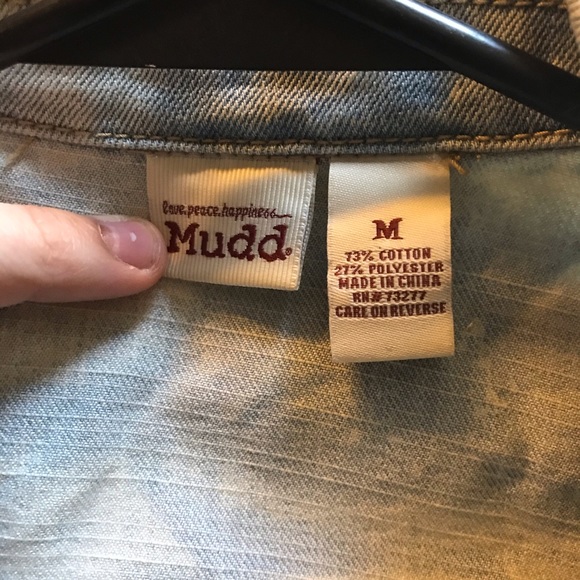 love.peace.happiness
Mudd®
M
73% COTTON
27% POLYESTER
MADE IN CHINA
RN# 73277
CARE ON REVERSE